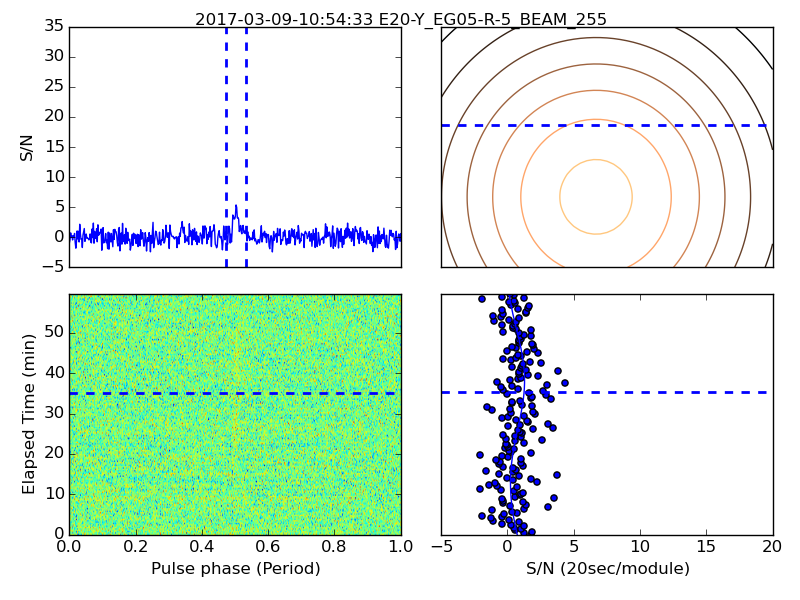 2017-03-09-10:54:33 E20-Y_EG05-R-5_BEAM_255
35
30
25
20
15
10
5
0
−5
S/N
50
40
30
20
10
0
Elapsed Time (min)
0.0 0.2 0.4 0.6 0.8 1.0
Pulse phase (Period)
−5 0 5 10 15 20
S/N (20sec/module)